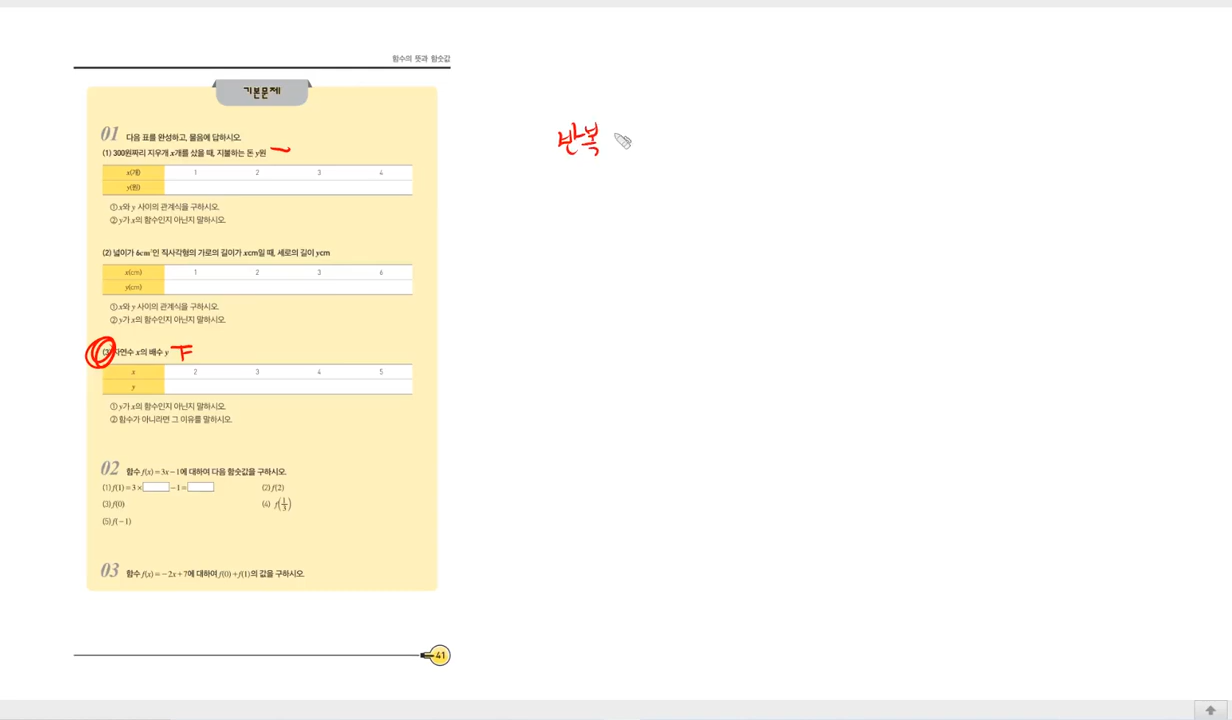 함수의 뜻과 함숫값
기본문제
01 다음 표를 완성하고, 물음에 답하시오.
(1) 300원짜리 지우개 x개를 샀을 때, 지불하는 돈 y원
x(개) 1 2 3 4
y(원)
① x와 y 사이의 관계식을 구하시오.
② y가 x의 함수인지 아닌지 말하시오.
(2) 넓이가 6cm²인 직사각형의 가로의 길이가 xcm일 때, 세로의 길이 ycm
x(cm) 1 2 3 6
y(cm)
① x와 y 사이의 관계식을 구하시오.
② y가 x의 함수인지 아닌지 말하시오.
(3) 자연수 x의 배수 y
x 2 3 4 5
y
① y가 x의 함수인지 아닌지 말하시오.
② 함수가 아니라면 그 이유를 말하시오.
02 함수 f(x)=3x-1에 대하여 다음 함숫값을 구하시오.
(1) f(1)=3× -1= (2) f(2)
(3) f(0) (4) f(1/3)
(5) f(-1)
03 함수 f(x)=-2x+7에 대하여 f(0)+f(1)의 값을 구하시오.
41
반복